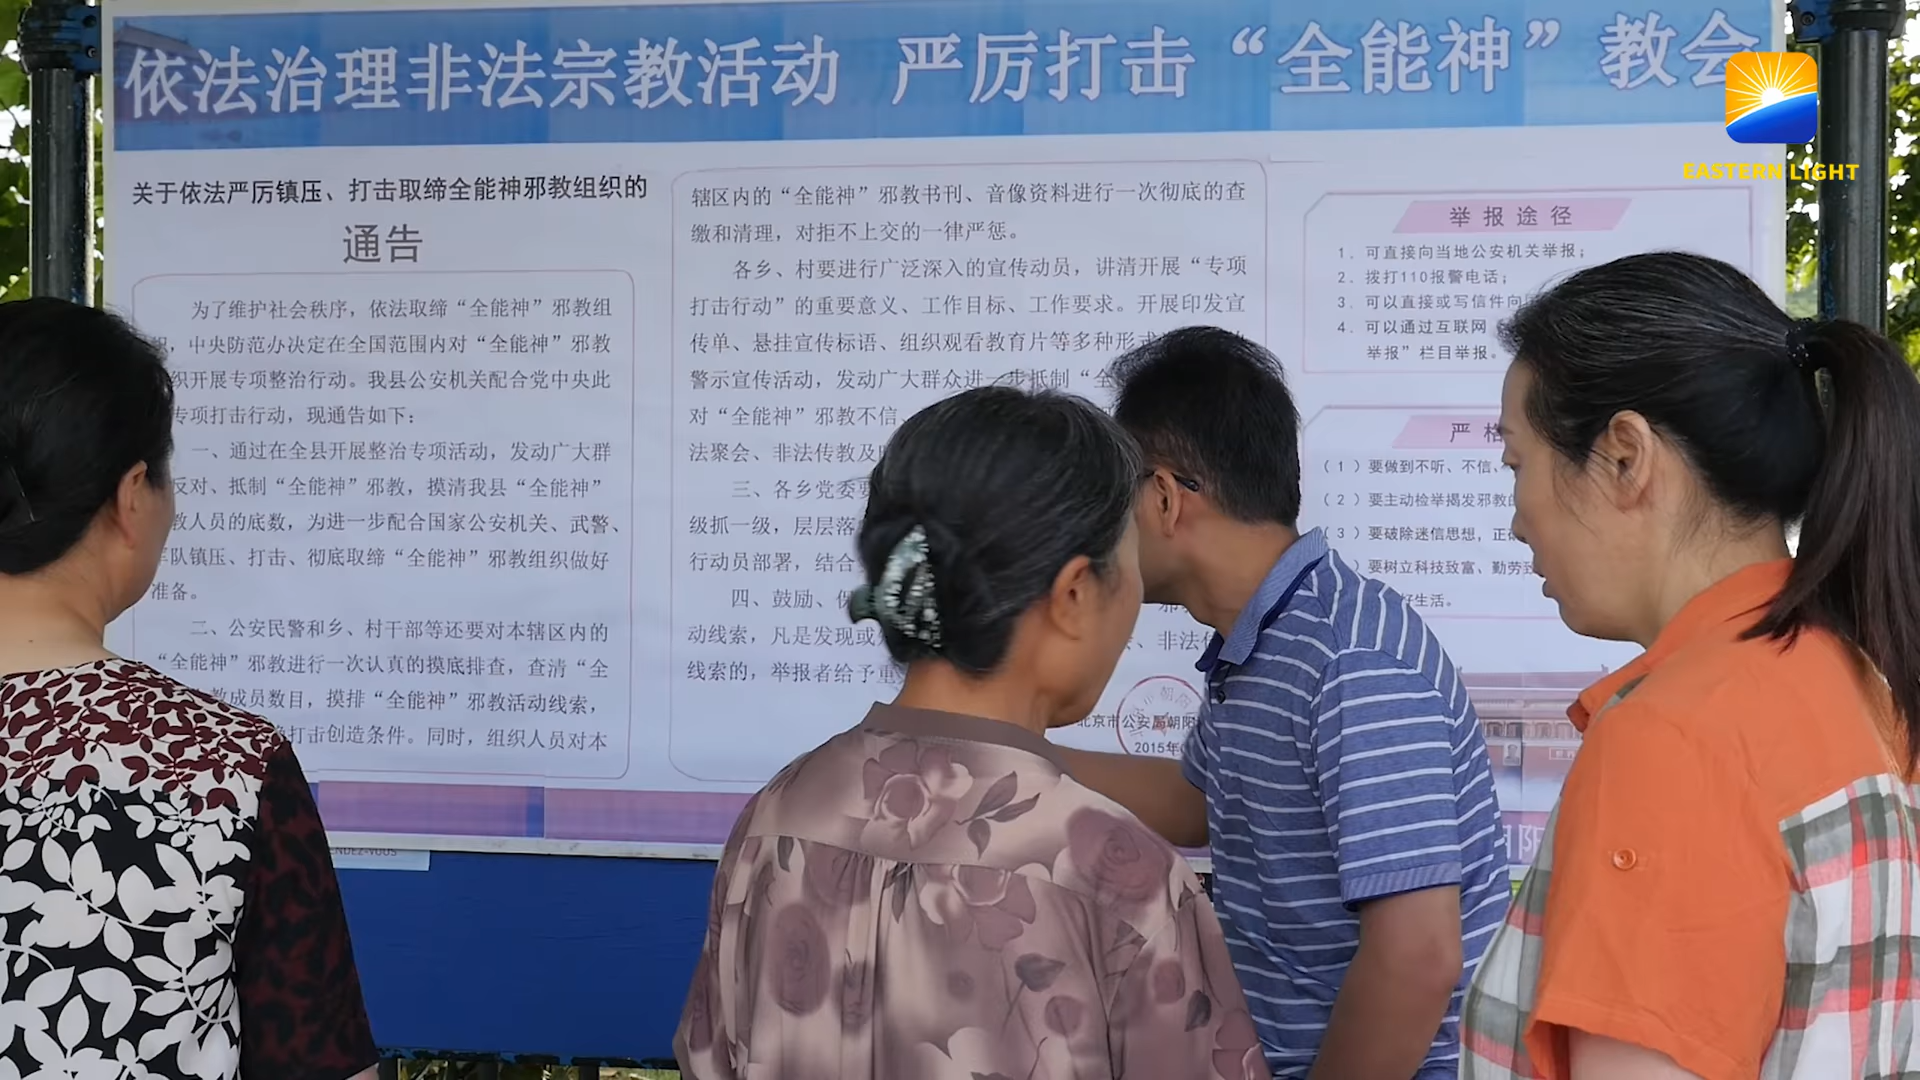 依法治理非法宗教活动 严厉打击“全能神”教会
EASTERN LIGHT
关于依法严厉镇压、打击取缔全能神邪教组织的
通告
为了维护社会秩序，依法取缔“全能神”邪教组
，中央防范办决定在全国范围内对“全能神”邪教
织开展专项整治行动。我县公安机关配合党中央此
专项打击行动，现通告如下：
一、通过在全县开展整治专项活动，发动广大群
反对、抵制“全能神”邪教，摸清我县“全能神”
教人员的底数，为进一步配合国家公安机关、武警、
军队镇压、打击、彻底取缔“全能神”邪教组织做好
准备。
二、公安民警和乡、村干部等还要对本辖区内的
“全能神”邪教进行一次认真的摸底排查，查清“全
教成员数目，摸排“全能神”邪教活动线索，
打击创造条件。同时，组织人员对本
辖区内的“全能神”邪教书刊、音像资料进行一次彻底的查
缴和清理，对拒不上交的一律严惩。
各乡、村要进行广泛深入的宣传动员，讲清开展“专项
打击行动”的重要意义、工作目标、工作要求。开展印发宣
传单、悬挂宣传标语、组织观看教育片等多种形式
警示宣传活动，发动广大群众进一步抵制“全
对“全能神”邪教不信、
法聚会、非法传教及
三、各乡党委要
级抓一级，层层落
行动员部署，结合
四、鼓励、保
动线索，凡是发现或 、非法传
线索的，举报者给予重
北京市公安局朝阳
2015年
举报途径
1．可直接向当地公安机关举报；
2．拨打110报警电话；
3．可以直接或写信件向
4．可以通过互联网
举报”栏目举报。
严格
（1）要做到不听、不信、
（2）要主动检举揭发邪教
（3）要破除迷信思想，正
）要树立科技致富、勤劳
好生活。
朝阳
ENDEZ-VOUS